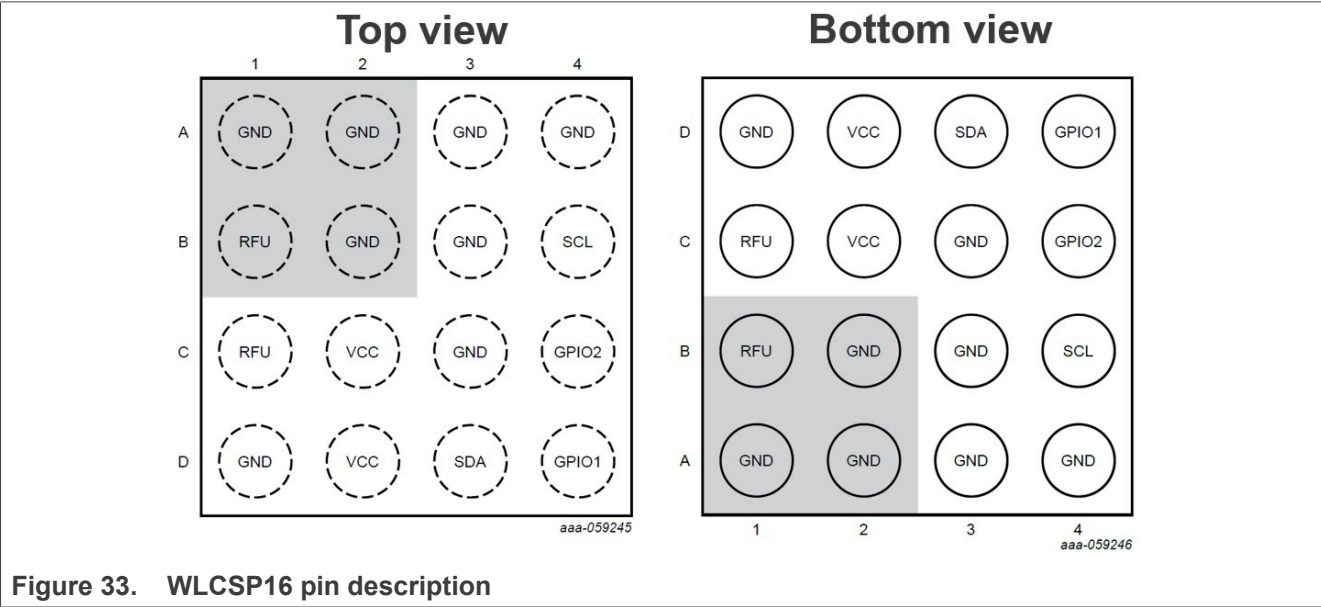 Top view
1 2 3 4
A GND GND GND GND
B RFU GND GND SCL
C RFU VCC GND GPIO2
D GND VCC SDA GPIO1
aaa-059245
Bottom view
D GND VCC SDA GPIO1
C RFU VCC GND GPIO2
B RFU GND GND SCL
A GND GND GND GND
1 2 3 4
aaa-059246
Figure 33. WLCSP16 pin description